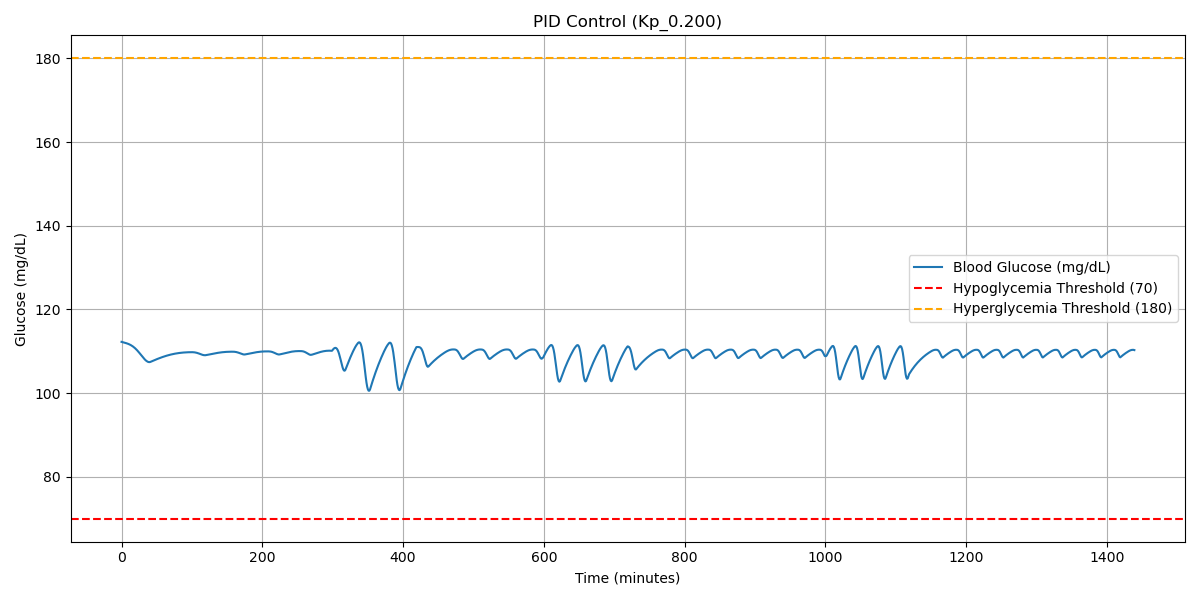 PID Control (Kp_0.200)
Glucose (mg/dL)
180
160
140
120
100
80
Blood Glucose (mg/dL)
Hypoglycemia Threshold (70)
Hyperglycemia Threshold (180)
0 200 400 600 800 1000 1200 1400
Time (minutes)